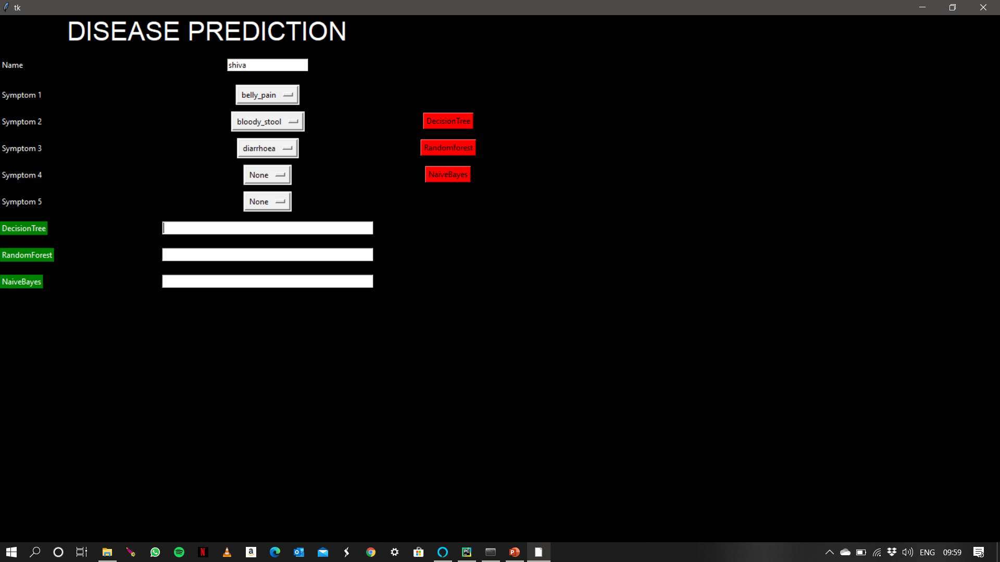 tk
DISEASE PREDICTION
Name shiva
Symptom 1 belly_pain
Symptom 2 bloody_stool DecisionTree
Symptom 3 diarrhoea Randomforest
Symptom 4 None NaiveBayes
Symptom 5 None
DecisionTree
RandomForest
NaiveBayes
ENG 09:59